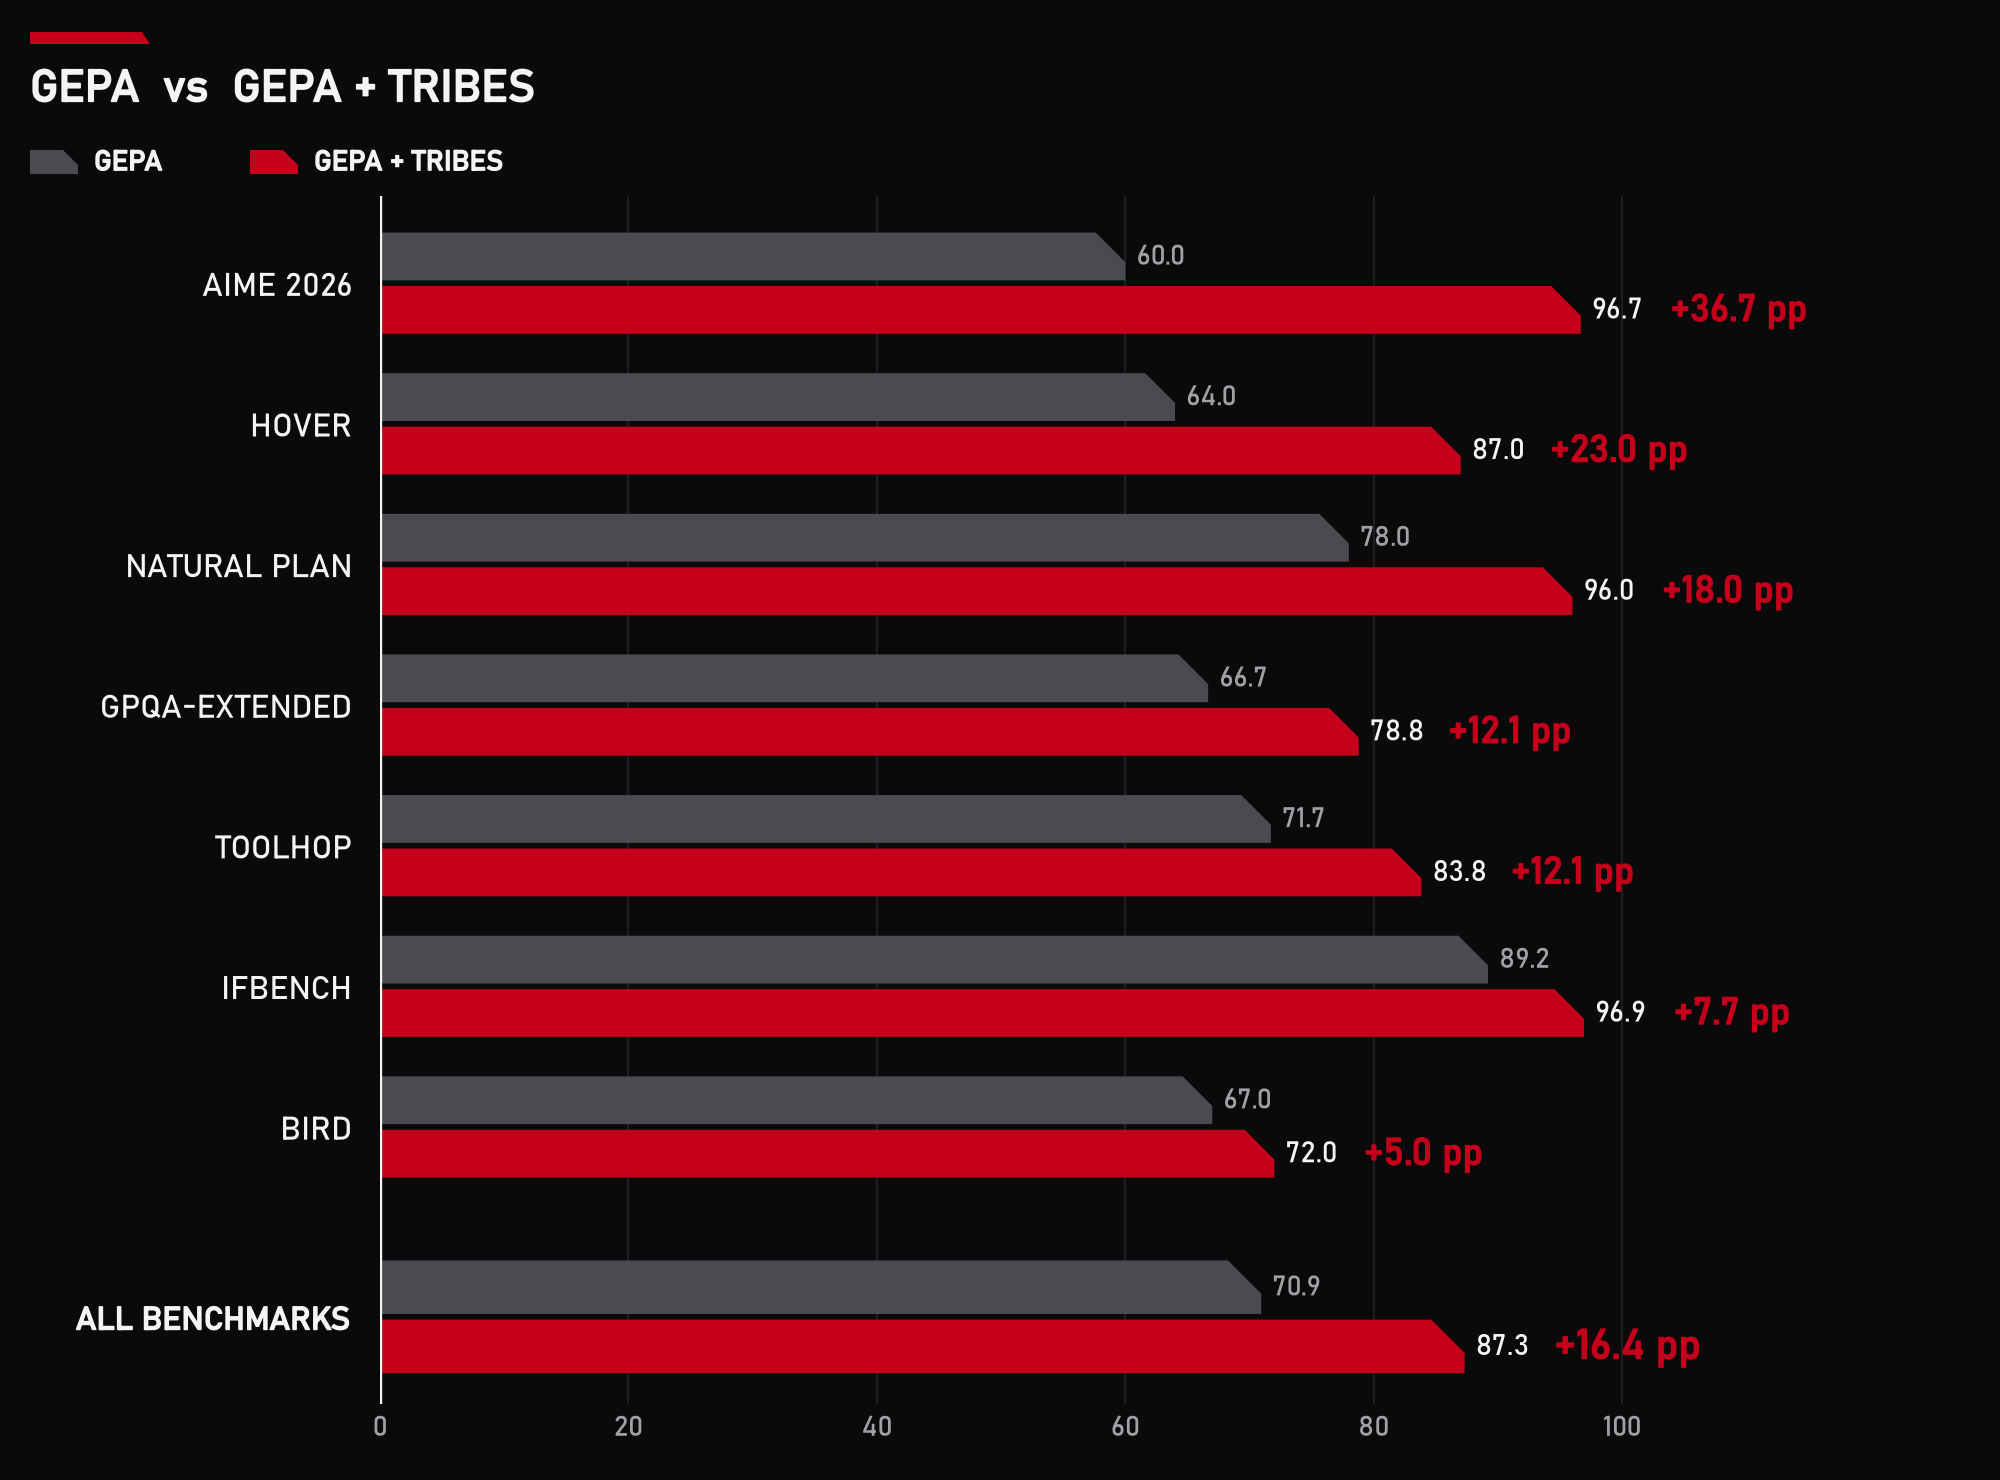 GEPA vs GEPA + TRIBES
GEPA
GEPA + TRIBES
AIME 2026
60.0
96.7 +36.7 pp
HOVER
64.0
87.0 +23.0 pp
NATURAL PLAN
78.0
96.0 +18.0 pp
GPQA-EXTENDED
66.7
78.8 +12.1 pp
TOOLHOP
71.7
83.8 +12.1 pp
IFBENCH
89.2
96.9 +7.7 pp
BIRD
67.0
72.0 +5.0 pp
ALL BENCHMARKS
70.9
87.3 +16.4 pp
0 20 40 60 80 100